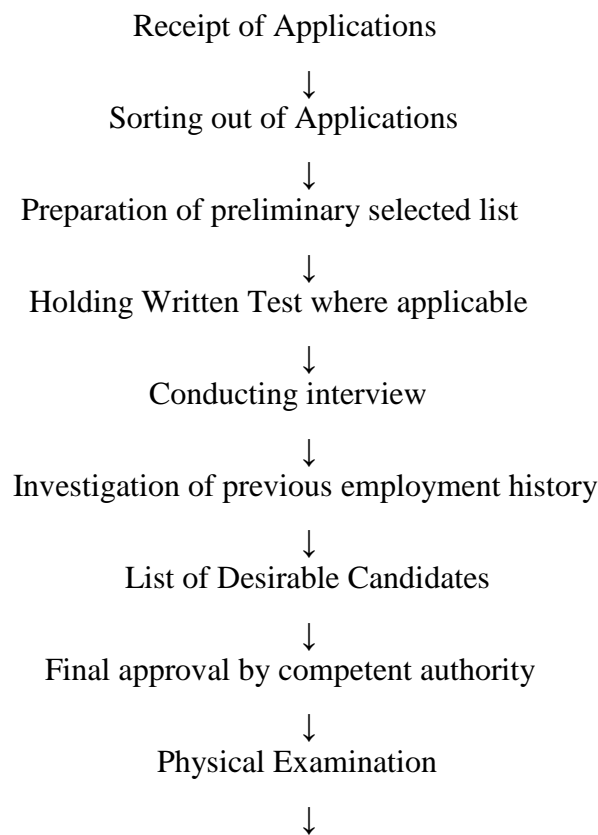 Receipt of Applications
↓
Sorting out of Applications
↓
Preparation of preliminary selected list
↓
Holding Written Test where applicable
↓
Conducting interview
↓
Investigation of previous employment history
↓
List of Desirable Candidates
↓
Final approval by competent authority
↓
Physical Examination
↓